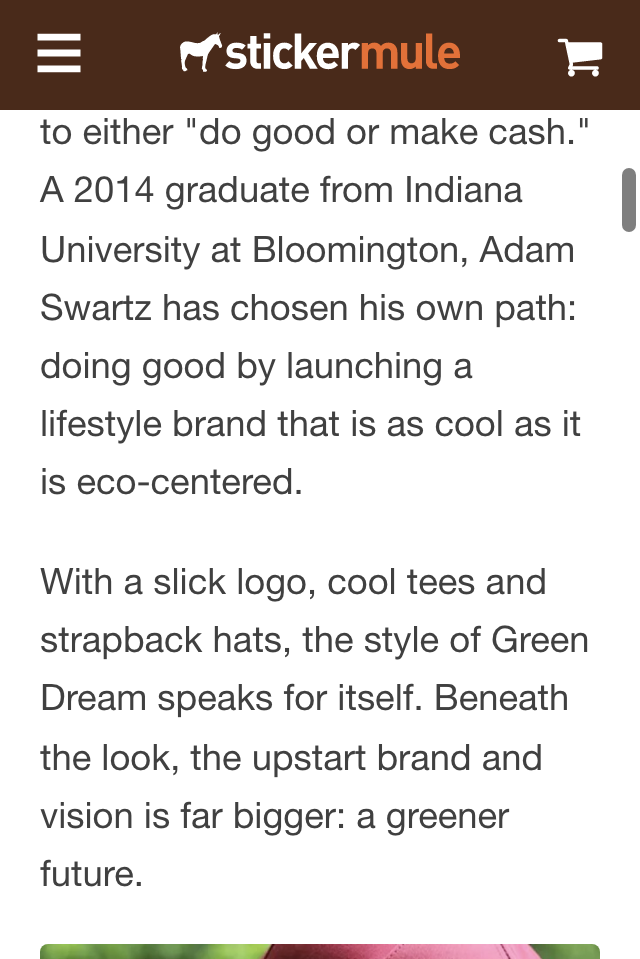 stickermule
to either "do good or make cash."
A 2014 graduate from Indiana
University at Bloomington, Adam
Swartz has chosen his own path:
doing good by launching a
lifestyle brand that is as cool as it
is eco-centered.
With a slick logo, cool tees and
strapback hats, the style of Green
Dream speaks for itself. Beneath
the look, the upstart brand and
vision is far bigger: a greener
future.